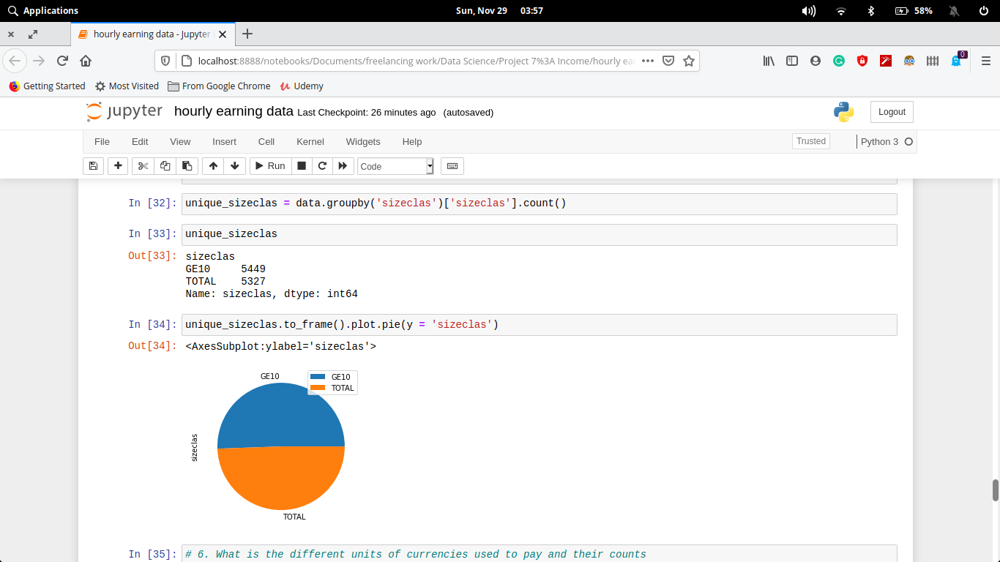 Applications
Sun, Nov 29 03:57
58%
hourly earning data - Jupyter
localhost:8888/notebooks/Documents/freelancing work/Data Science/Project 7%3A Income/hourly ea
0
Getting Started
Most Visited
From Google Chrome
Udemy
jupyter hourly earning data Last Checkpoint: 26 minutes ago (autosaved)
Logout
File Edit View Insert Cell Kernel Widgets Help
Trusted
Python 3
Run
Code
In [32]: unique_sizeclas = data.groupby('sizeclas')['sizeclas'].count()
In [33]: unique_sizeclas
Out[33]: sizeclas
GE10 5449
TOTAL 5327
Name: sizeclas, dtype: int64
In [34]: unique_sizeclas.to_frame().plot.pie(y = 'sizeclas')
Out[34]: <AxesSubplot:ylabel='sizeclas'>
GE10
GE10
TOTAL
sizeclas
TOTAL
In [35]: # 6. What is the different units of currencies used to pay and their counts